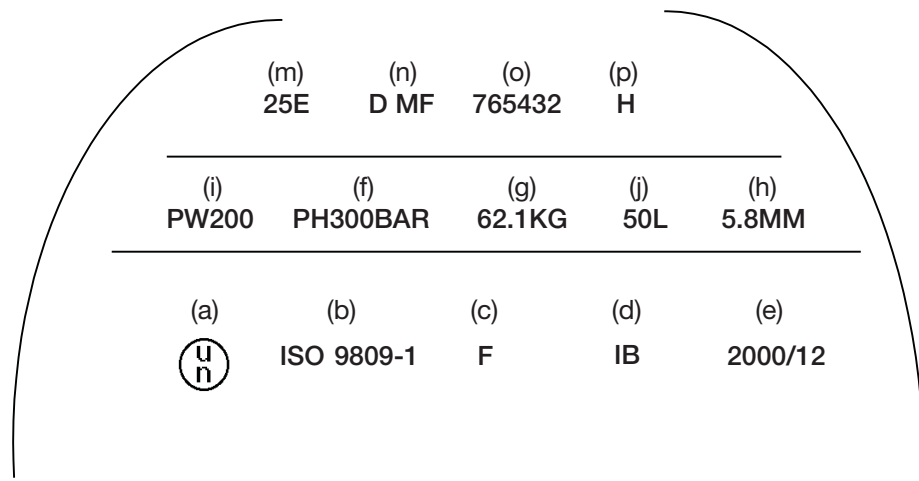 (m) (n) (o) (p)
25E D MF 765432 H
(i) (f) (g) (j) (h)
PW200 PH300BAR 62.1KG 50L 5.8MM
(a) (b) (c) (d) (e)
u
n
ISO 9809-1 F IB 2000/12